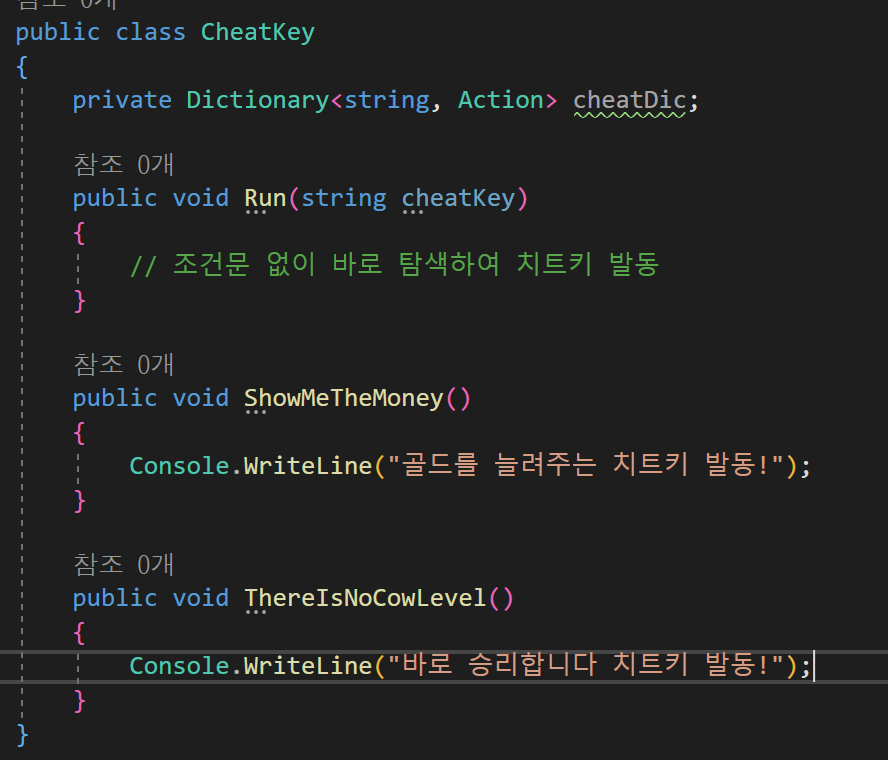 참조 0개
public class CheatKey
{
private Dictionary<string, Action> cheatDic;
참조 0개
public void Run(string cheatKey)
{
// 조건문 없이 바로 탐색하여 치트키 발동
}
참조 0개
public void ShowMeTheMoney()
{
Console.WriteLine("골드를 늘려주는 치트키 발동!");
}
참조 0개
public void ThereIsNoCowLevel()
{
Console.WriteLine("바로 승리합니다 치트키 발동!");
}
}